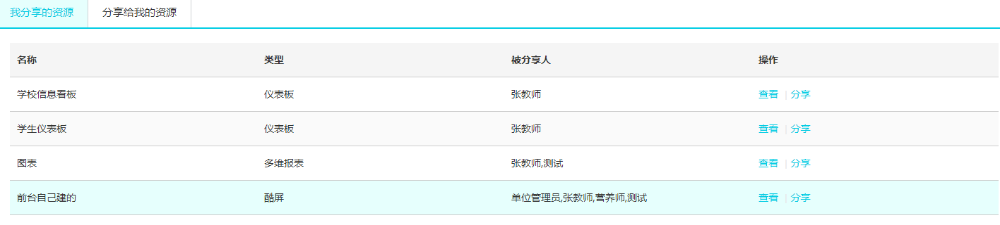 我分享的资源 分享给我的资源
名称 类型 被分享人 操作
学校信息看板 仪表板 张教师 查看 | 分享
学生仪表板 仪表板 张教师 查看 | 分享
图表 多维报表 张教师,测试 查看 | 分享
前台自己建的 酷屏 单位管理员,张教师,营养师,测试 查看 | 分享